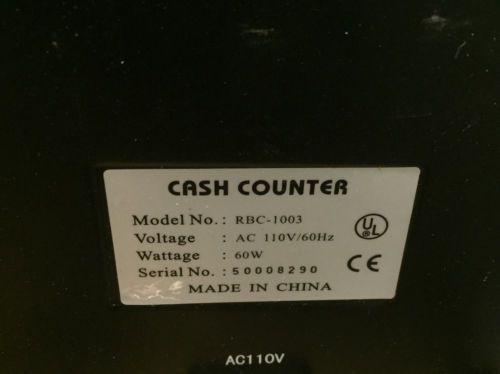 CASH COUNTER
Model No. : RBC-1003
Voltage : AC 110V/60Hz
Wattage : 60W
Serial No. : 50008290
UL
CE
MADE IN CHINA
AC110V